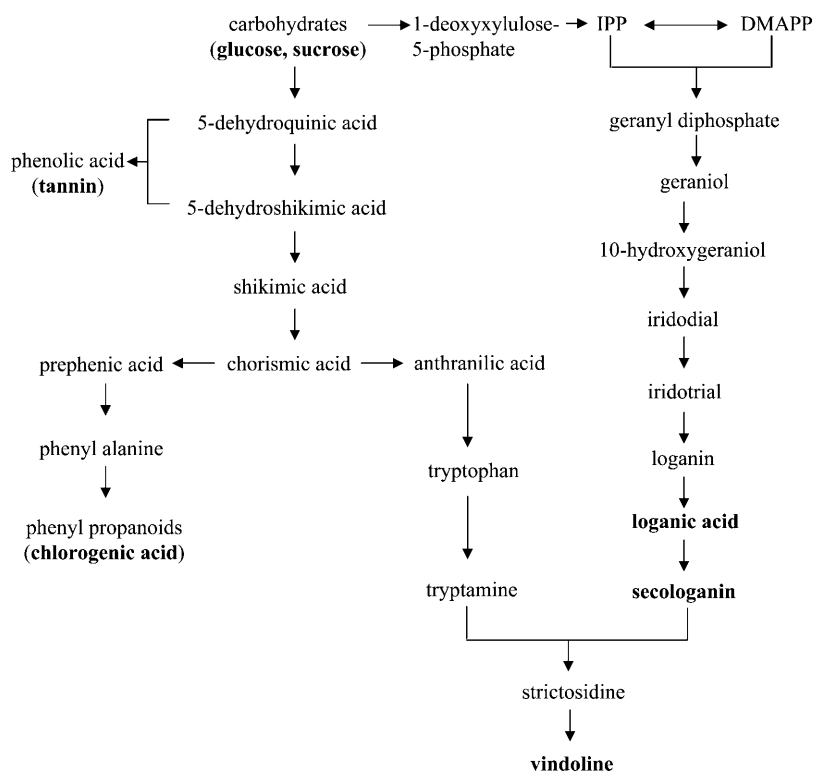 carbohydrates
(glucose, sucrose)
1-deoxyxylulose-
5-phosphate
IPP
DMAPP
5-dehydroquinic acid
geranyl diphosphate
phenolic acid
(tannin)
geraniol
5-dehydroshikimic acid
10-hydroxygeraniol
shikimic acid
iridodial
prephenic acid
chorismic acid
anthranilic acid
iridotrial
phenyl alanine
loganin
tryptophan
phenyl propanoids
(chlorogenic acid)
loganic acid
tryptamine
secologanin
strictosidine
vindoline